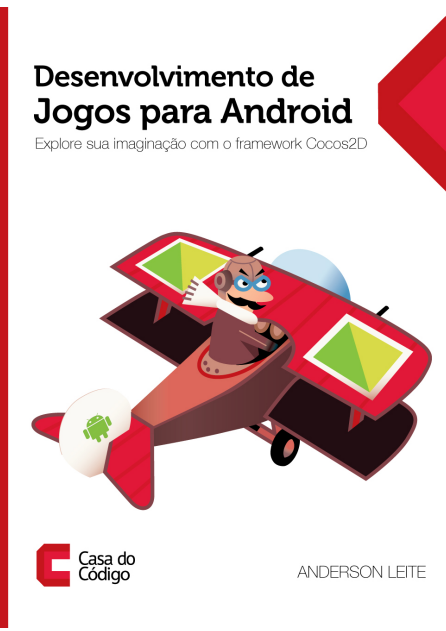 Desenvolvimento de
Jogos para Android
Explore sua imaginação com o framework Cocos2D
Casa do
Código
ANDERSON LEITE